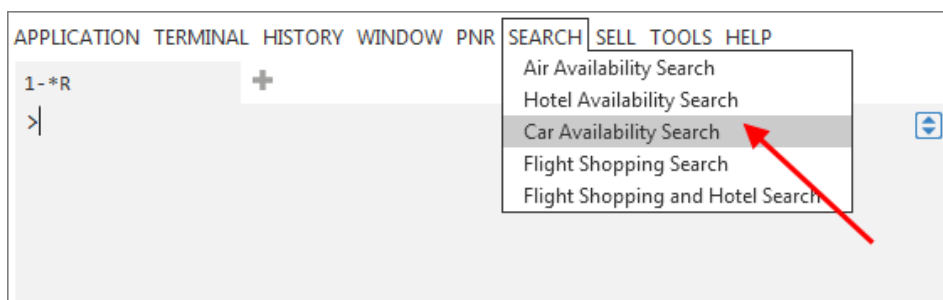 APPLICATION TERMINAL HISTORY WINDOW PNR SEARCH SELL TOOLS HELP
1-*R
>
Air Availability Search
Hotel Availability Search
Car Availability Search
Flight Shopping Search
Flight Shopping and Hotel Search